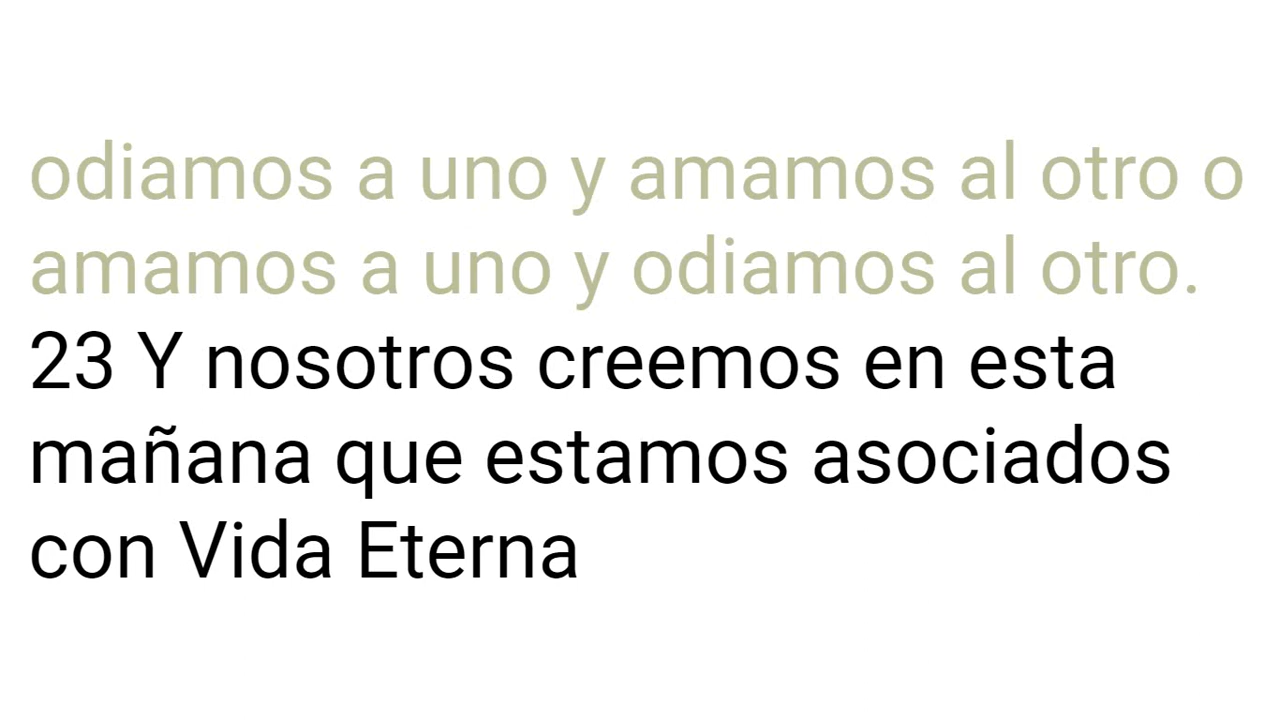 odiamos a uno y amamos al otro o
amamos a uno y odiamos al otro.
23 Y nosotros creemos en esta
mañana que estamos asociados
con Vida Eterna